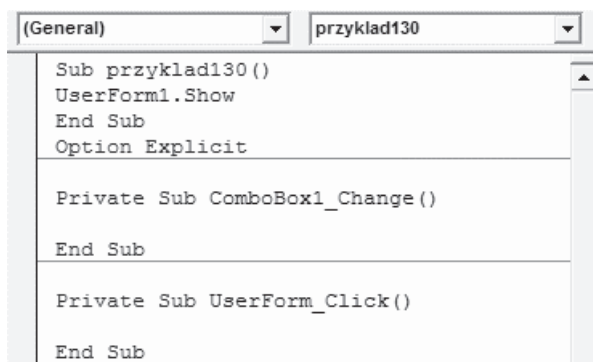 (General)
przyklad130
Sub przyklad130()
UserForm1.Show
End Sub
Option Explicit
Private Sub ComboBox1_Change()
End Sub
Private Sub UserForm_Click()
End Sub